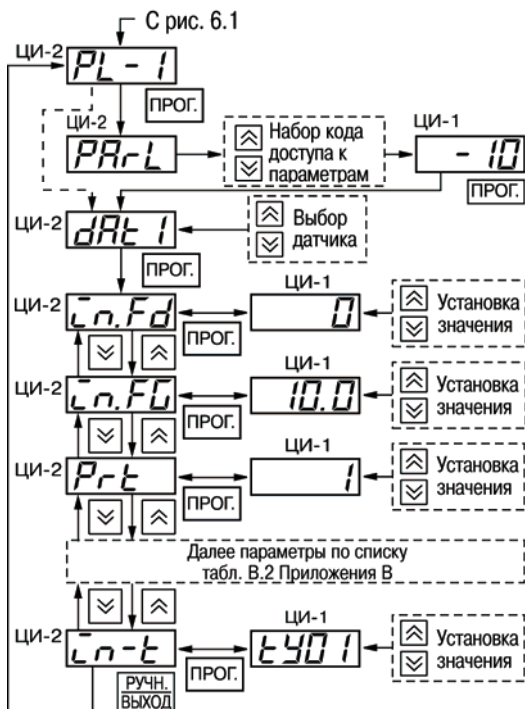 С рис. 6.1
ЦИ-2
PL-1
ПРОГ.
ЦИ-2
PArL
Набор кода
доступа к
параметрам
ЦИ-1
-10
ПРОГ.
ЦИ-2
dAt1
Выбор
датчика
ПРОГ.
ЦИ-2
in.Fd
ПРОГ.
ЦИ-1
0
Установка
значения
ЦИ-2
in.FG
ПРОГ.
ЦИ-1
10.0
Установка
значения
ЦИ-2
Prt
ПРОГ.
ЦИ-1
1
Установка
значения
Далее параметры по списку
табл. В.2 Приложения В
ЦИ-2
in-t
ПРОГ.
ЦИ-1
tY01
Установка
значения
РУЧН.
ВЫХОД